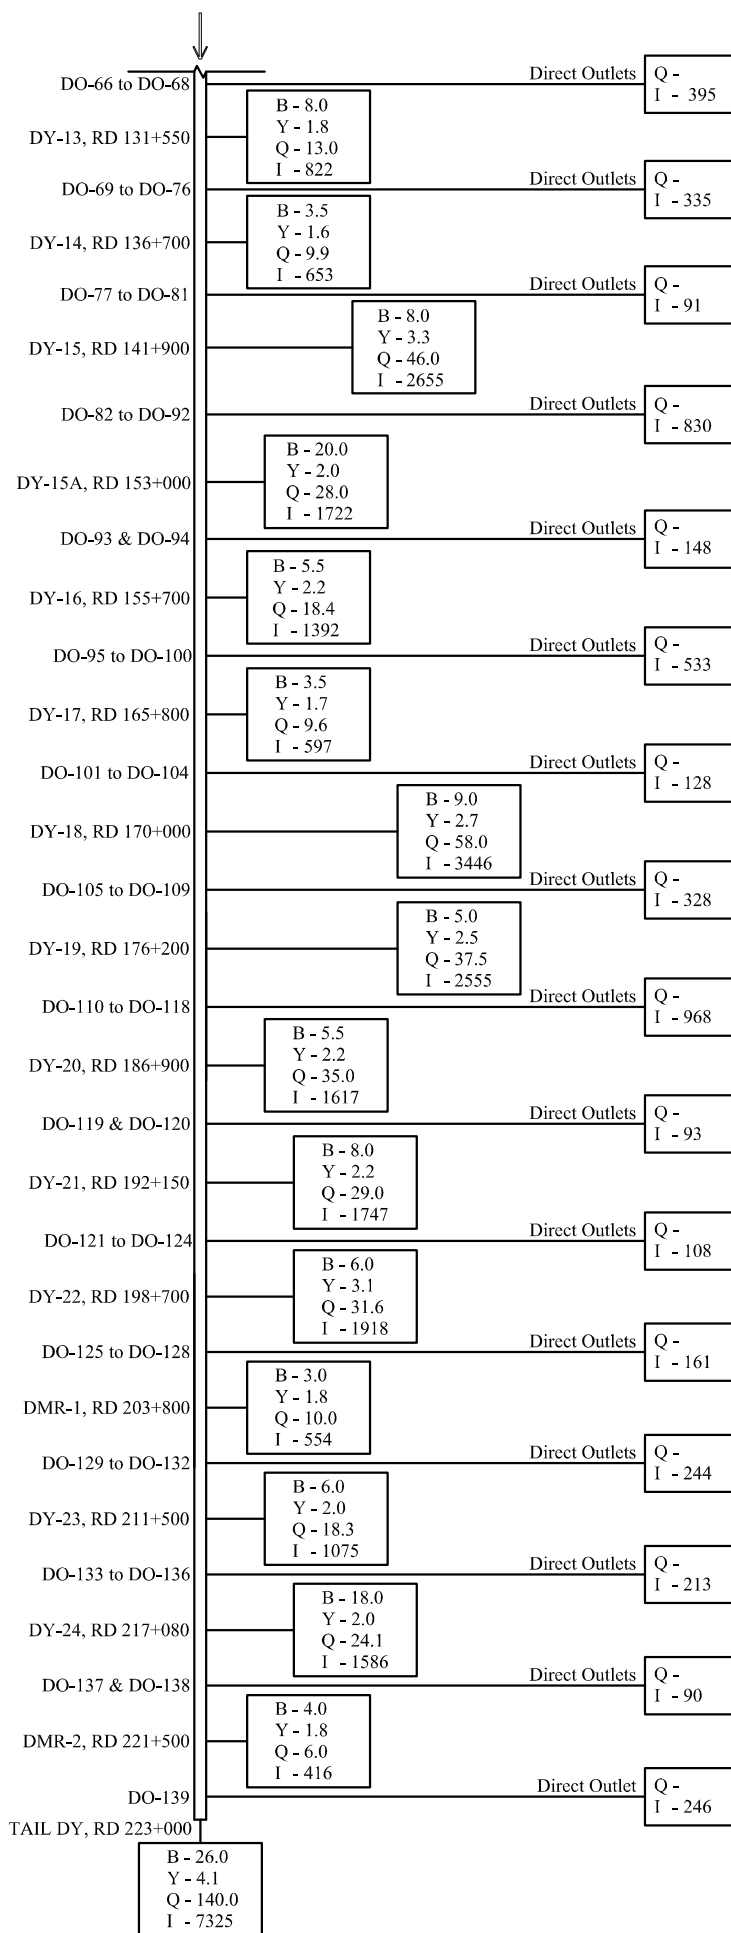 DO-66 to DO-68
Direct Outlets
Q -
I - 395
DY-13, RD 131+550
B - 8.0
Y - 1.8
Q - 13.0
I - 822
DO-69 to DO-76
Direct Outlets
Q -
I - 335
DY-14, RD 136+700
B - 3.5
Y - 1.6
Q - 9.9
I - 653
DO-77 to DO-81
Direct Outlets
Q -
I - 91
DY-15, RD 141+900
B - 8.0
Y - 3.3
Q - 46.0
I - 2655
DO-82 to DO-92
Direct Outlets
Q -
I - 830
DY-15A, RD 153+000
B - 20.0
Y - 2.0
Q - 28.0
I - 1722
DO-93 & DO-94
Direct Outlets
Q -
I - 148
DY-16, RD 155+700
B - 5.5
Y - 2.2
Q - 18.4
I - 1392
DO-95 to DO-100
Direct Outlets
Q -
I - 533
DY-17, RD 165+800
B - 3.5
Y - 1.7
Q - 9.6
I - 597
DO-101 to DO-104
Direct Outlets
Q -
I - 128
DY-18, RD 170+000
B - 9.0
Y - 2.7
Q - 58.0
I - 3446
DO-105 to DO-109
Direct Outlets
Q -
I - 328
DY-19, RD 176+200
B - 5.0
Y - 2.5
Q - 37.5
I - 2555
DO-110 to DO-118
Direct Outlets
Q -
I - 968
DY-20, RD 186+900
B - 5.5
Y - 2.2
Q - 35.0
I - 1617
DO-119 & DO-120
Direct Outlets
Q -
I - 93
DY-21, RD 192+150
B - 8.0
Y - 2.2
Q - 29.0
I - 1747
DO-121 to DO-124
Direct Outlets
Q -
I - 108
DY-22, RD 198+700
B - 6.0
Y - 3.1
Q - 31.6
I - 1918
DO-125 to DO-128
Direct Outlets
Q -
I - 161
DMR-1, RD 203+800
B - 3.0
Y - 1.8
Q - 10.0
I - 554
DO-129 to DO-132
Direct Outlets
Q -
I - 244
DY-23, RD 211+500
B - 6.0
Y - 2.0
Q - 18.3
I - 1075
DO-133 to DO-136
Direct Outlets
Q -
I - 213
DY-24, RD 217+080
B - 18.0
Y - 2.0
Q - 24.1
I - 1586
DO-137 & DO-138
Direct Outlets
Q -
I - 90
DMR-2, RD 221+500
B - 4.0
Y - 1.8
Q - 6.0
I - 416
DO-139
Direct Outlet
Q -
I - 246
TAIL DY, RD 223+000
B - 26.0
Y - 4.1
Q - 140.0
I - 7325